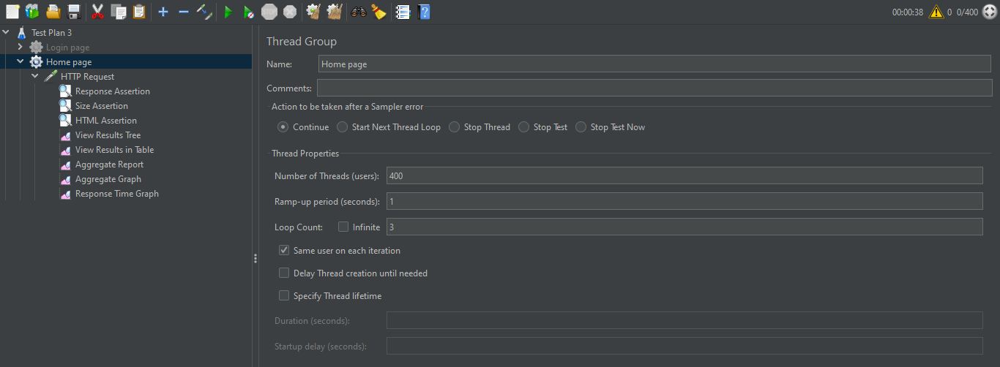 00:00:38 0 0/400
Test Plan 3
Login page
Home page
HTTP Request
Response Assertion
Size Assertion
HTML Assertion
View Results Tree
View Results in Table
Aggregate Report
Aggregate Graph
Response Time Graph
Thread Group
Name: Home page
Comments:
Action to be taken after a Sampler error
Continue Start Next Thread Loop Stop Thread Stop Test Stop Test Now
Thread Properties
Number of Threads (users): 400
Ramp-up period (seconds): 1
Loop Count: Infinite 3
Same user on each iteration
Delay Thread creation until needed
Specify Thread lifetime
Duration (seconds):
Startup delay (seconds):